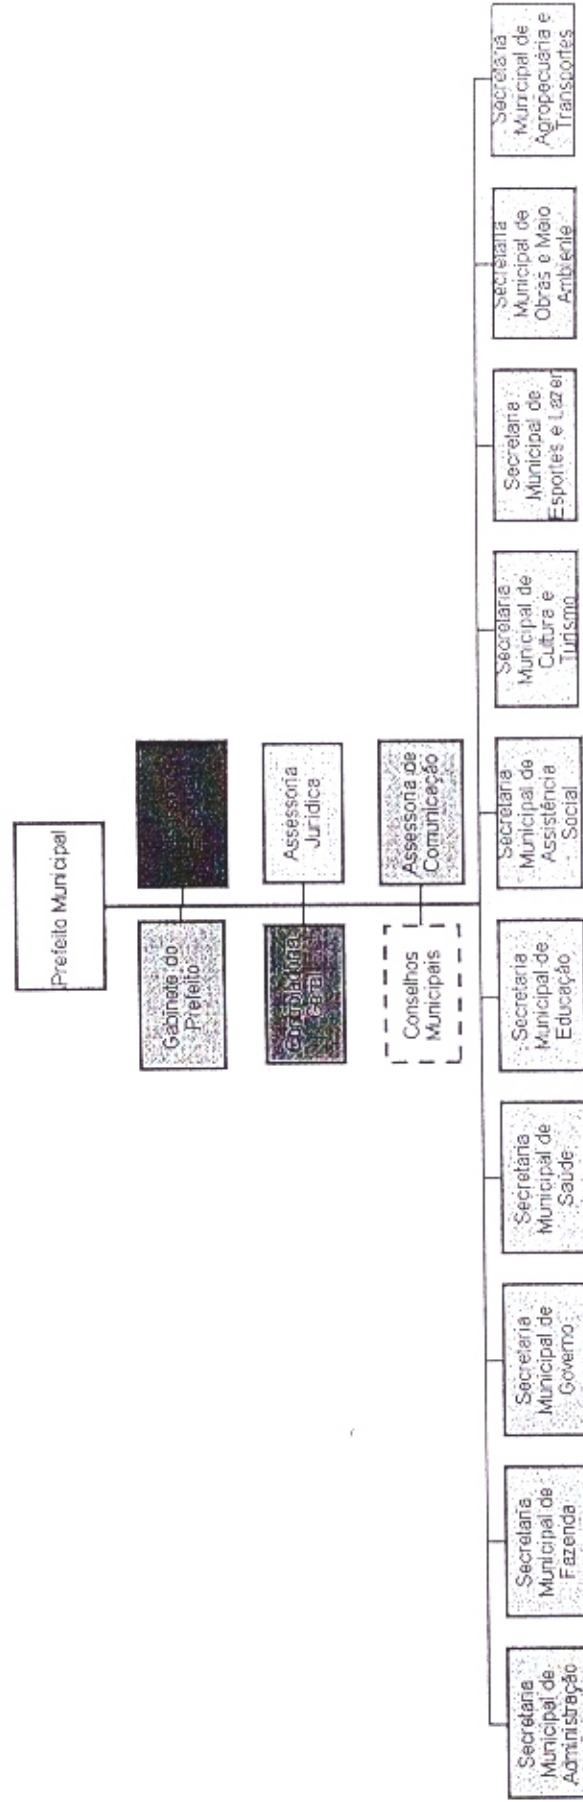 Prefeito Municipal
Gabinete do
Prefeito
Geral
Assessoria
Jurídica
Conselhos
Municipais
Assessoria de
Comunicação
Secretaria
Municipal de
Administração
Secretaria
Municipal de
Fazenda
Secretaria
Municipal de
Governo
Secretaria
Municipal de
Saúde
Secretaria
Municipal de
Educação
Secretaria
Municipal de
Assistência
Social
Secretaria
Municipal de
Cultura e
Turismo
Secretaria
Municipal de
Esportes e Lazer
Secretaria
Municipal de
Obras e Meio
Ambiente
Secretaria
Municipal de
Agropecuária e
Transportes